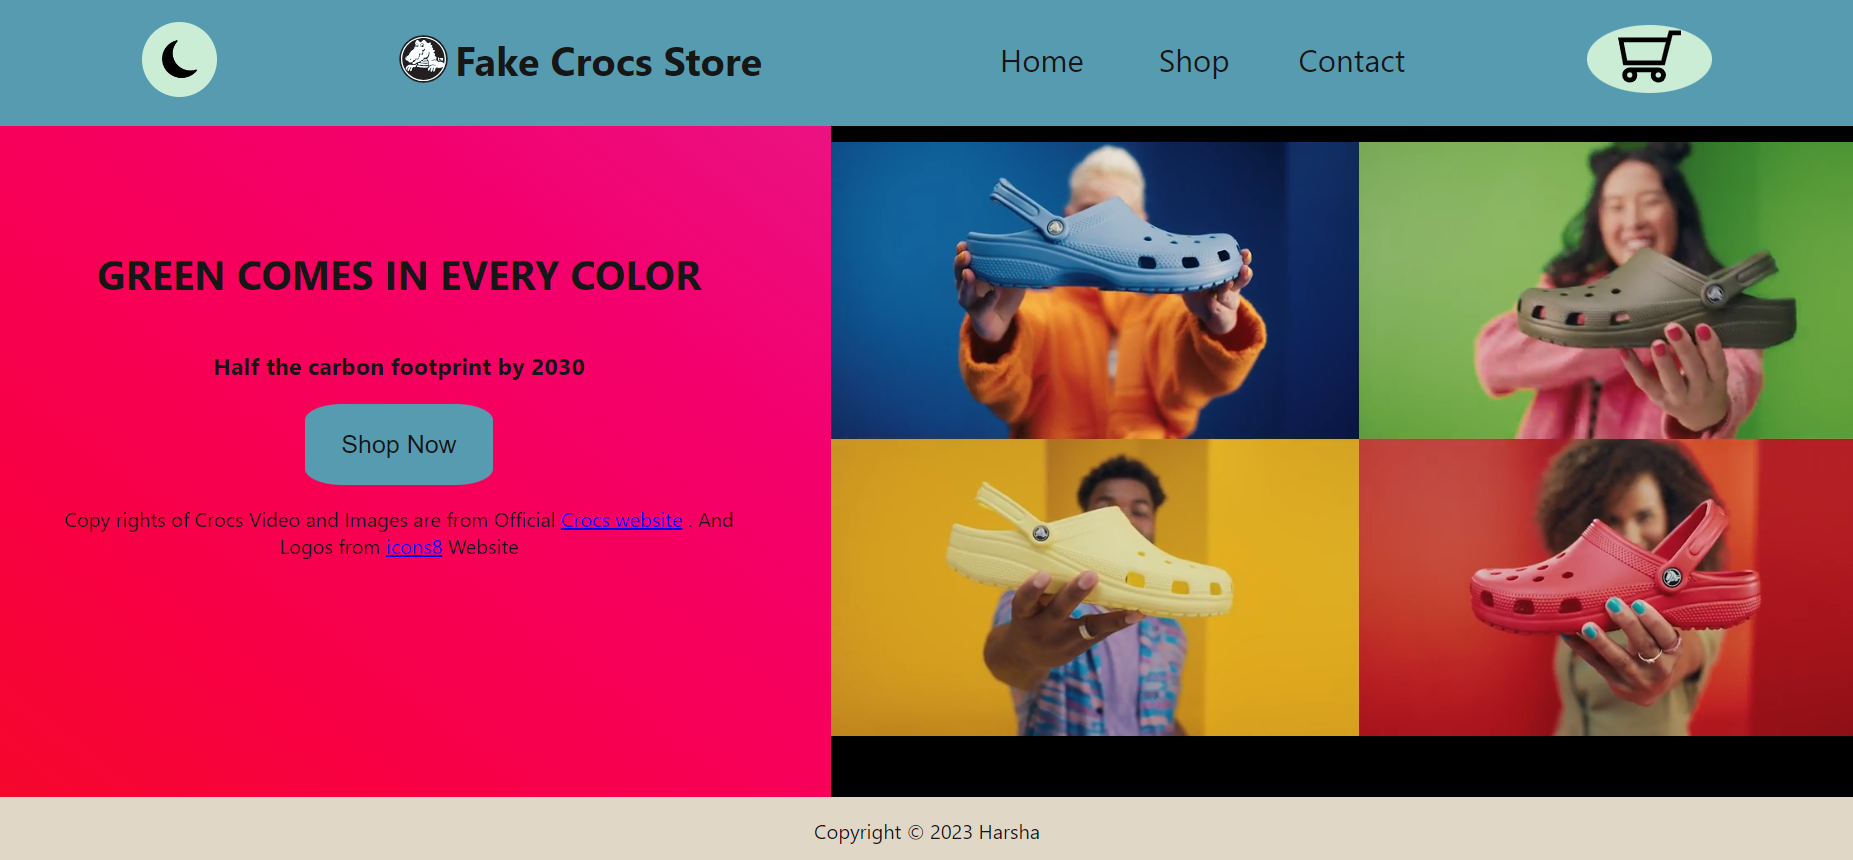 Fake Crocs Store
Home
Shop
Contact
GREEN COMES IN EVERY COLOR
Half the carbon footprint by 2030
Shop Now
Copy rights of Crocs Video and Images are from Official Crocs website . And
Logos from icons8 Website
Copyright © 2023 Harsha